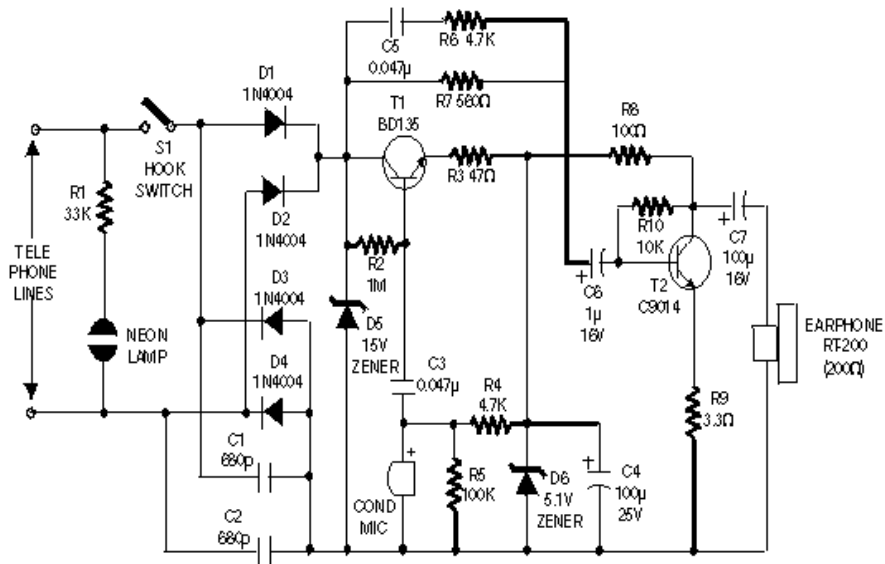 C5
0.047µ
R6 4.7K
R7 560Ω
D1
1N4004
T1
BD135
R8
100Ω
S1
HOOK
SWITCH
R3 47Ω
R1
33K
D2
1N4004
R10
10K
C7
100µ
16V
+
TELE
PHONE
LINES
R2
1M
+
C6
1µ
16V
T2
C9014
D3
1N4004
D5
15V
ZENER
NEON
LAMP
EARPHONE
RT-200
(200Ω)
D4
1N4004
C3
0.047µ
R4
4.7K
R9
3.3Ω
C1
680p
+
COND
MIC
R5
100K
D6
5.1V
ZENER
+
C4
100µ
25V
C2
680p